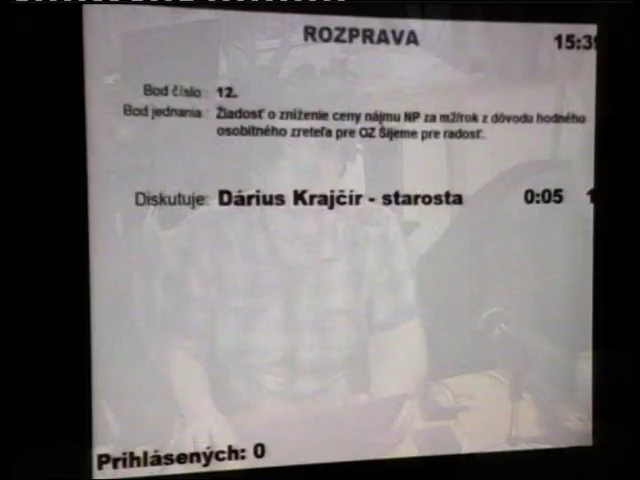 ROZPRAVA
15:39
Bod číslo : 12.
Bod jednania : Žiadosť o zníženie ceny nájmu NP za m2/rok z dôvodu hodného
osobitného zreteľa pre OZ Šijeme pre radosť.
Diskutuje: Dárius Krajčír - starosta 0:05
Prihlásených: 0